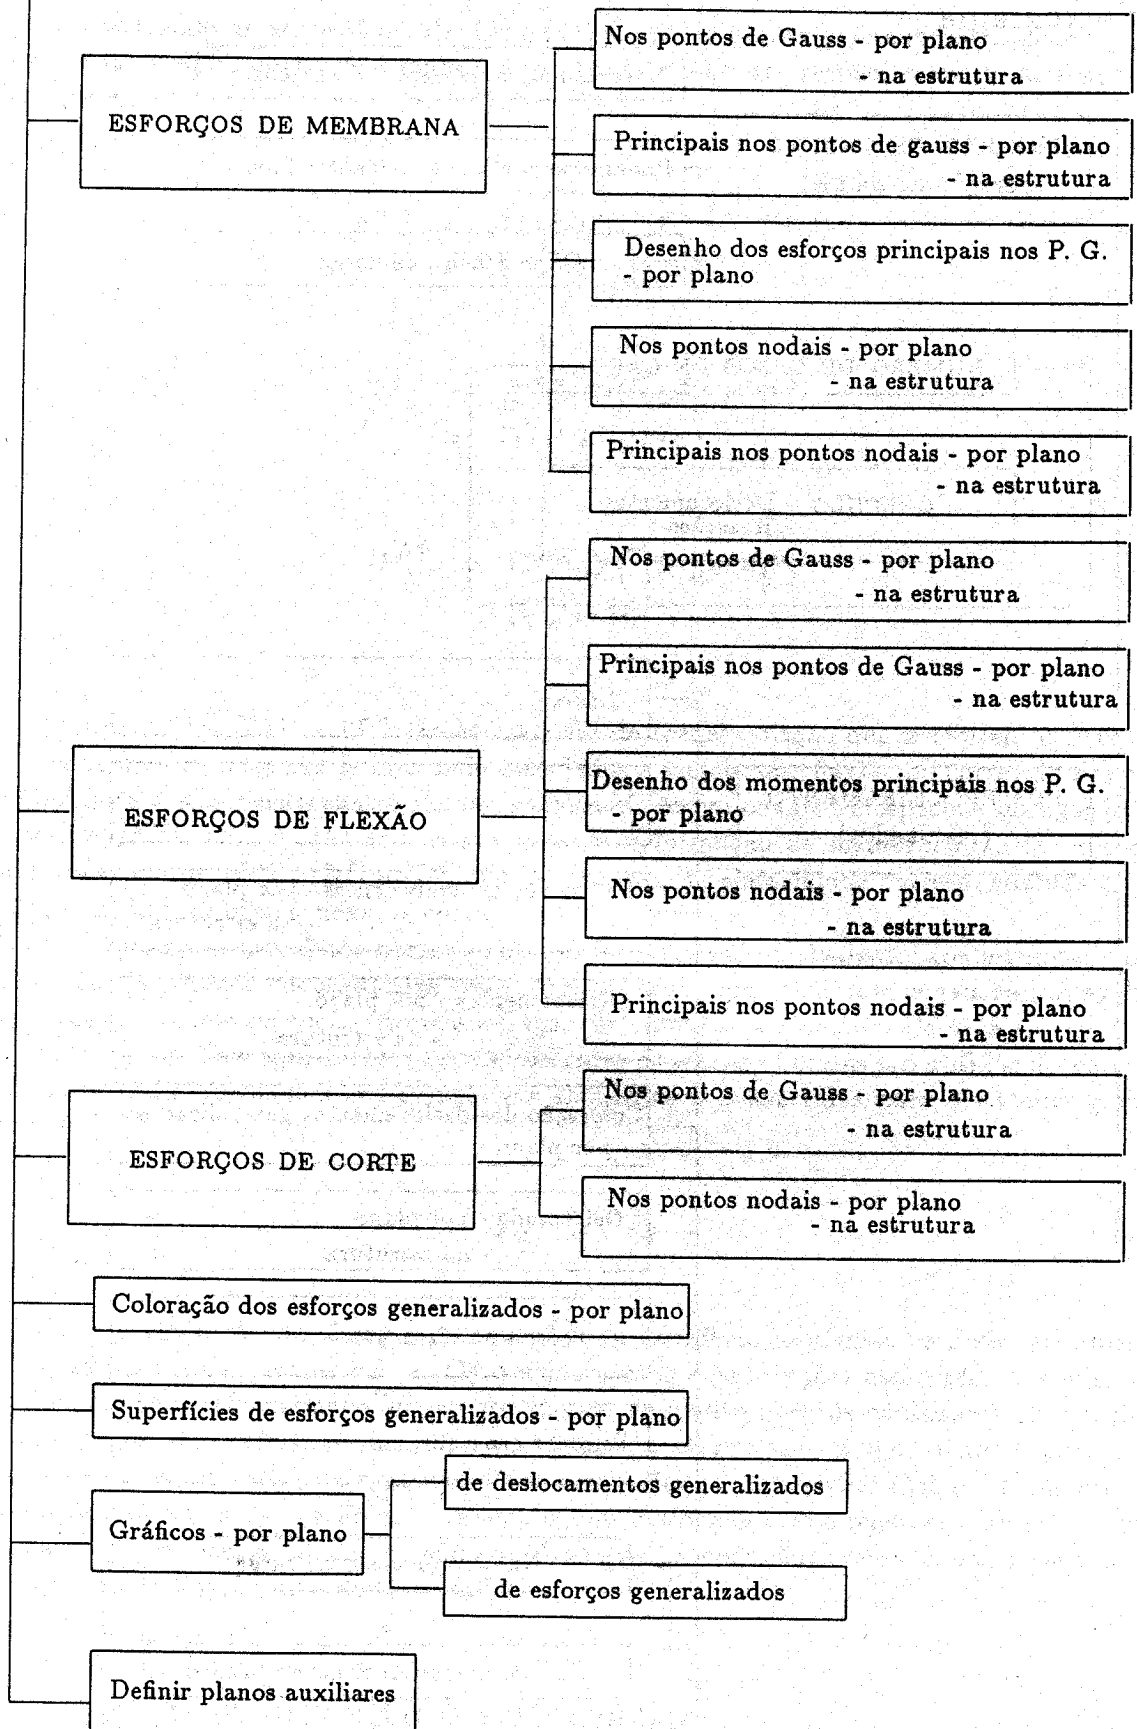 Nos pontos de Gauss - por plano
- na estrutura
ESFORÇOS DE MEMBRANA
Principais nos pontos de gauss - por plano
- na estrutura
Desenho dos esforços principais nos P. G.
- por plano
Nos pontos nodais - por plano
- na estrutura
Principais nos pontos nodais - por plano
- na estrutura
Nos pontos de Gauss - por plano
- na estrutura
Principais nos pontos de Gauss - por plano
- na estrutura
ESFORÇOS DE FLEXÃO
Desenho dos momentos principais nos P. G.
- por plano
Nos pontos nodais - por plano
- na estrutura
Principais nos pontos nodais - por plano
- na estrutura
Nos pontos de Gauss - por plano
- na estrutura
ESFORÇOS DE CORTE
Nos pontos nodais - por plano
- na estrutura
Coloração dos esforços generalizados - por plano
Superfícies de esforços generalizados - por plano
de deslocamentos generalizados
Gráficos - por plano
de esforços generalizados
Definir planos auxiliares